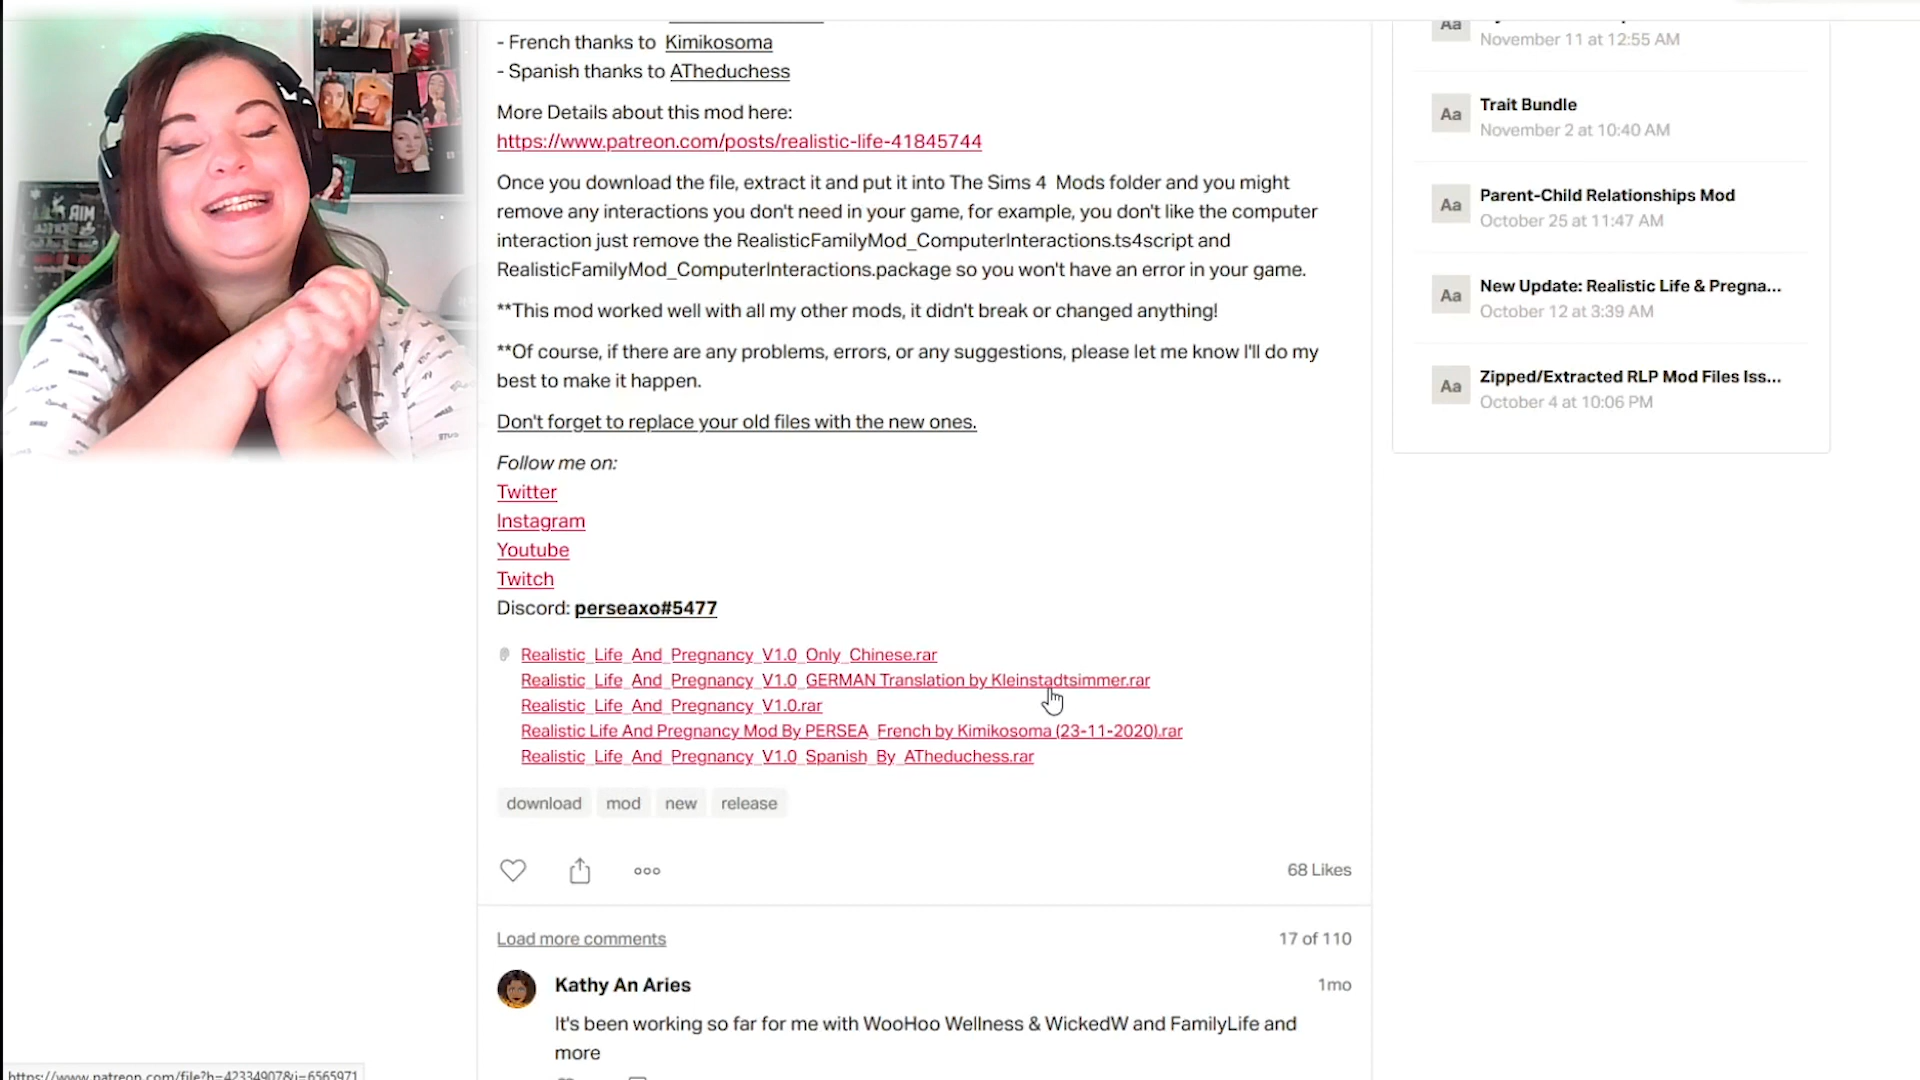 - French thanks to Kimikosoma
- Spanish thanks to ATheduchess
More Details about this mod here:
https://www.patreon.com/posts/realistic-life-41845744
Once you download the file, extract it and put it into The Sims 4 Mods folder and you might
remove any interactions you don't need in your game, for example, you don't like the computer
interaction just remove the RealisticFamilyMod_ComputerInteractions.ts4script and
RealisticFamilyMod_ComputerInteractions.package so you won't have an error in your game.
**This mod worked well with all my other mods, it didn't break or changed anything!
**Of course, if there are any problems, errors, or any suggestions, please let me know I'll do my
best to make it happen.
Don't forget to replace your old files with the new ones.
Follow me on:
Twitter
Instagram
Youtube
Twitch
Discord: perseaxo#5477
Realistic_Life_And_Pregnancy_V1.0_Only_Chinese.rar
Realistic_Life_And_Pregnancy_V1.0_GERMAN Translation by Kleinstadtsimmer.rar
Realistic_Life_And_Pregnancy_V1.0.rar
Realistic Life And Pregnancy Mod By PERSEA_French by Kimikosoma (23-11-2020).rar
Realistic_Life_And_Pregnancy_V1.0_Spanish_By_ATheduchess.rar
download mod new release
68 Likes
Load more comments 17 of 110
Kathy An Aries 1mo
It's been working so far for me with WooHoo Wellness & WickedW and FamilyLife and
more
https://www.patreon.com/file?h=42334907&i=6565971
Aa
November 11 at 12:55 AM
Aa Trait Bundle
November 2 at 10:40 AM
Aa Parent-Child Relationships Mod
October 25 at 11:47 AM
Aa New Update: Realistic Life & Pregna...
October 12 at 3:39 AM
Aa Zipped/Extracted RLP Mod Files Iss...
October 4 at 10:06 PM